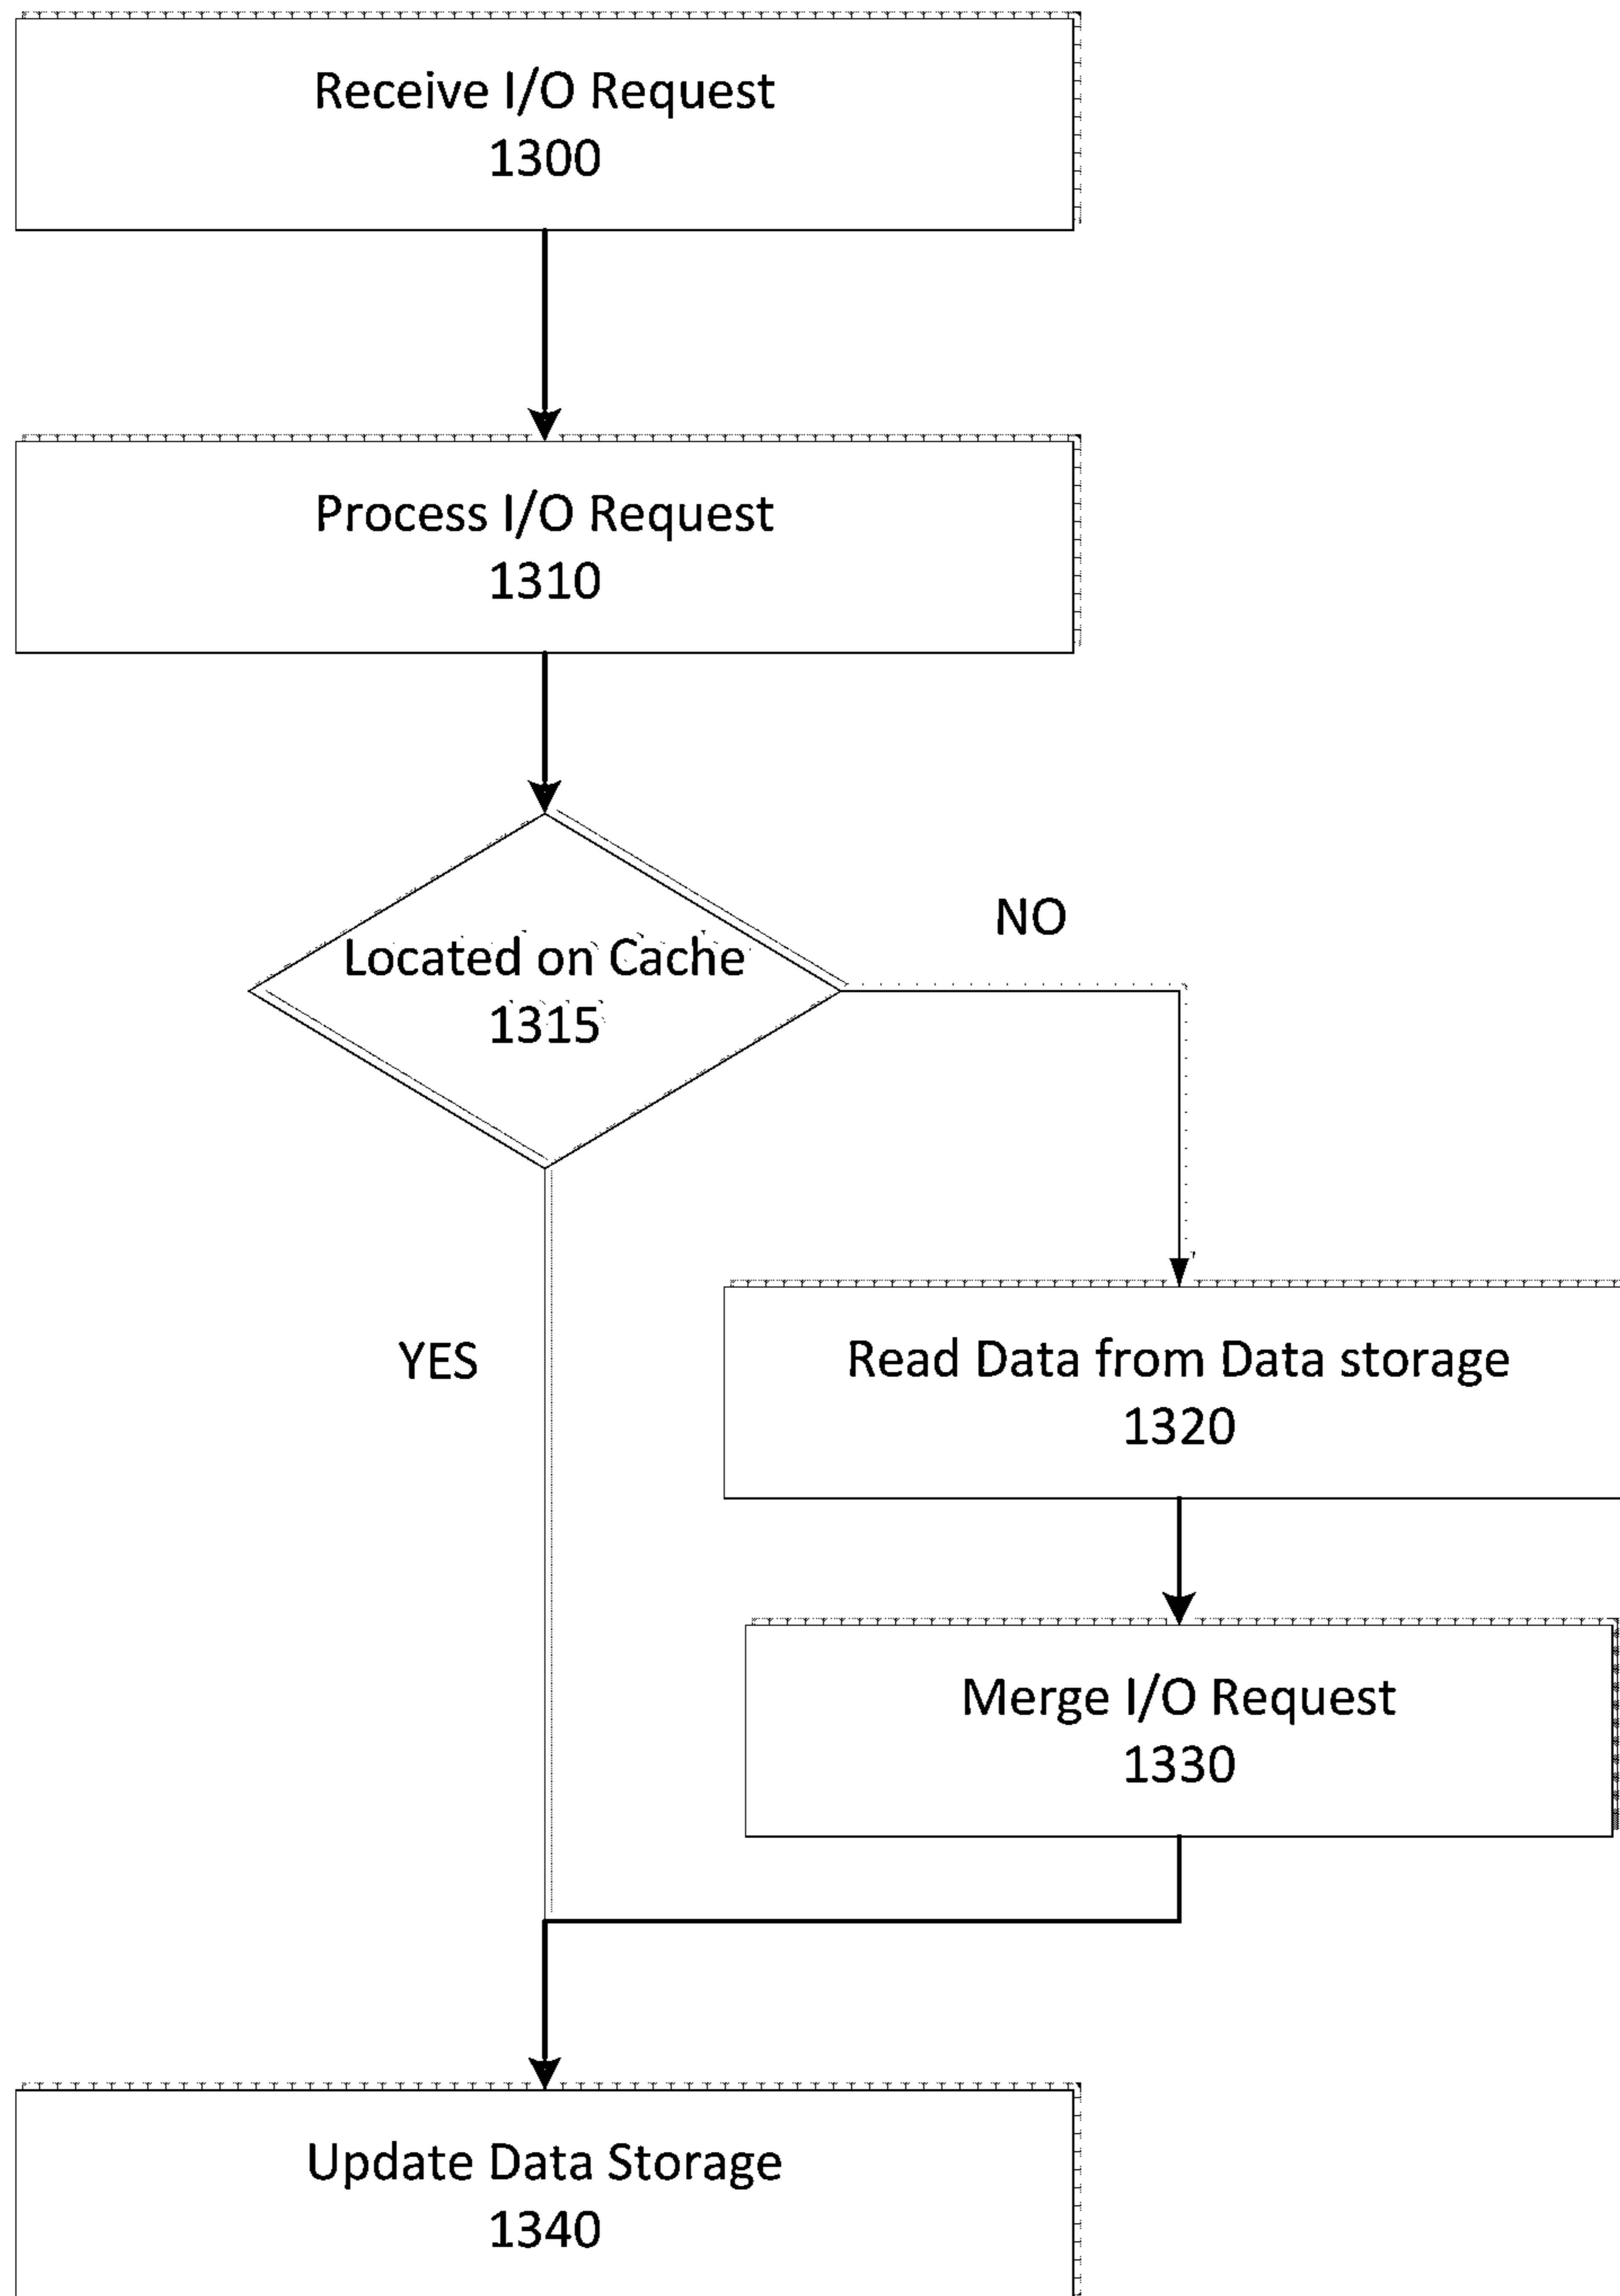 Receive I/O Request
1300
Process I/O Request
1310
Located on Cache
1315
NO
YES
Read Data from Data storage
1320
Merge I/O Request
1330
Update Data Storage
1340